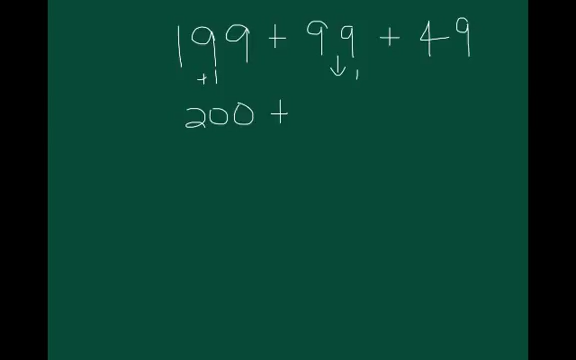 199 + 99 + 49
+1 ↓1
200 +